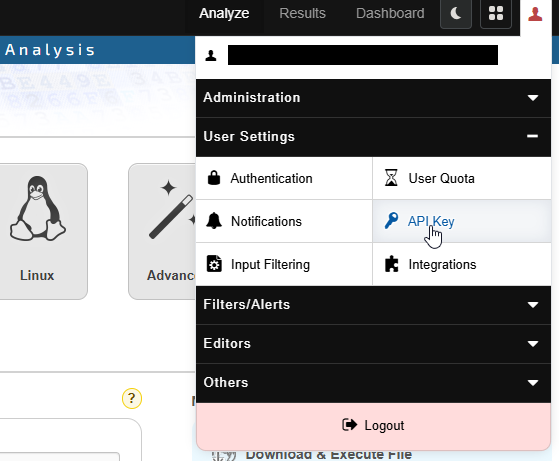 Analyze Results Dashboard
Analysis
Administration
User Settings
Authentication User Quota
Notifications API Key
Linux
Input Filtering Integrations
Filters/Alerts
Editors
?
Others
Logout
Download & Execute File